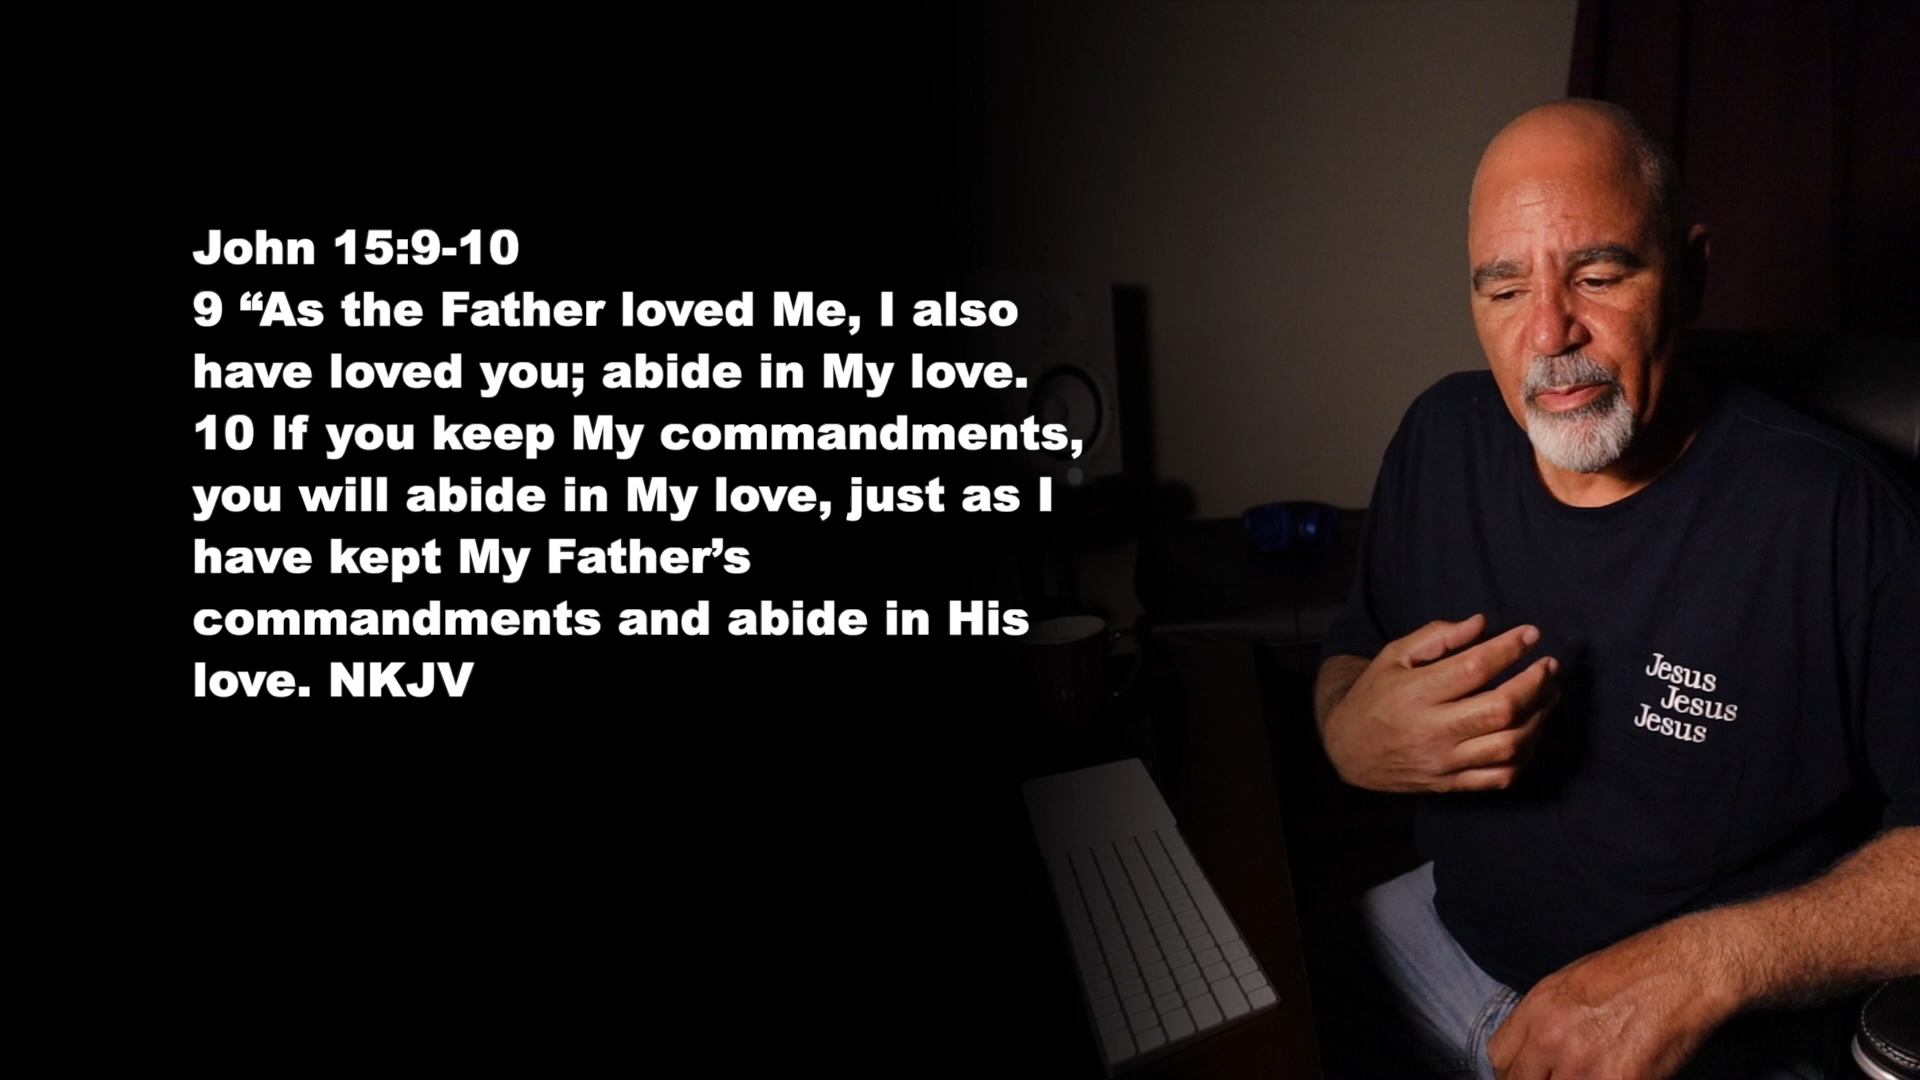 John 15:9-10
9 “As the Father loved Me, I also
have loved you; abide in My love.
10 If you keep My commandments,
you will abide in My love, just as I
have kept My Father’s
commandments and abide in His
love. NKJV
Jesus
Jesus
Jesus